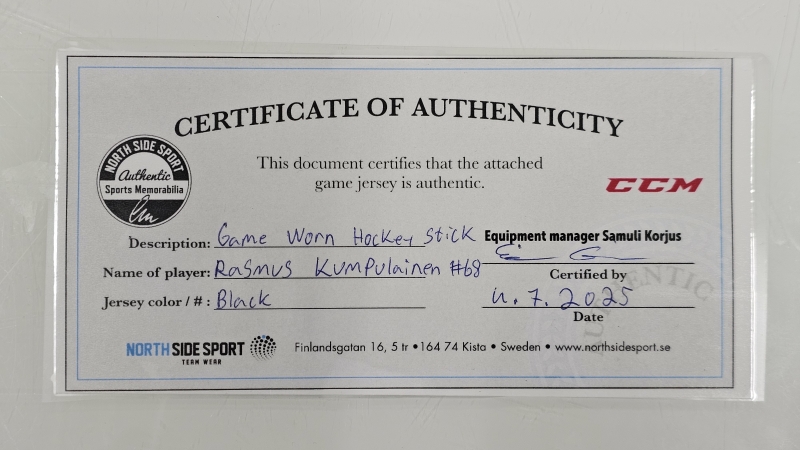 CERTIFICATE OF AUTHENTICITY
NORTH SIDE SPORT
Authentic
Sports Memorabilia
This document certifies that the attached
game jersey is authentic.
CCM
Description: Game Worn Hockey Stick
Equipment manager Samuli Korjus
Name of player: Rasmus Kumpulainen #68
Certified by
Jersey color / #: Black
7.2025
Date
AUTHENTIC
NORTH SIDE SPORT
TEAM WEAR
Finlandsgatan 16, 5 tr • 164 74 Kista • Sweden • www.northsidesport.se